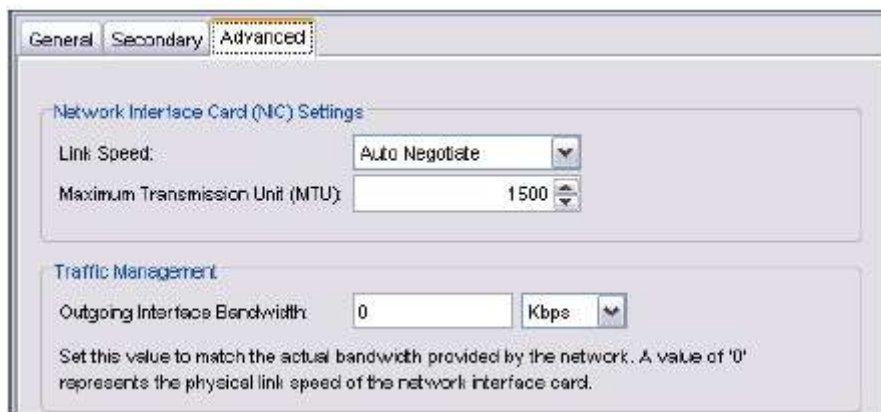 General Secondary Advanced
Network Interface Card (NIC) Settings
Link Speed: Auto Negotiate
Maximum Transmission Unit (MTU): 1500
Traffic Management
Outgoing Interface Bandwidth: 0 Kbps
Set this value to match the actual bandwidth provided by the network. A value of '0'
represents the physical link speed of the network interface card.